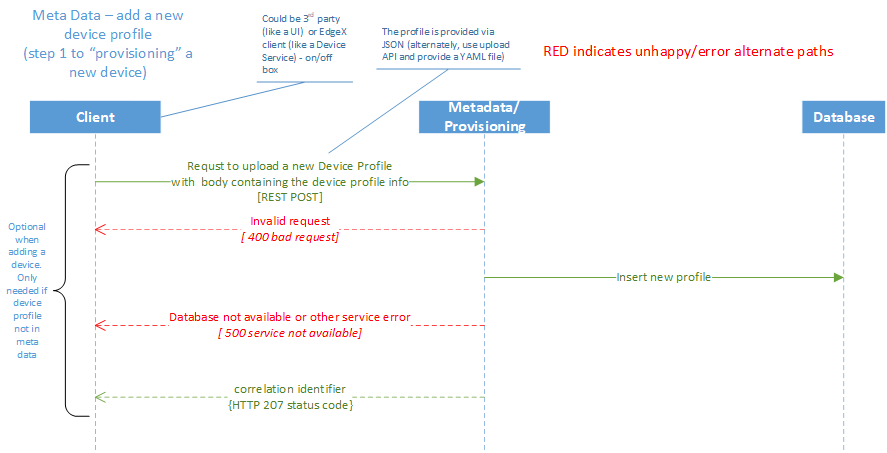 Meta Data – add a new
device profile
(step 1 to “provisioning” a
new device)
Could be 3rd party
(like a UI) or EdgeX
client (like a Device
Service) - on/off
box
The profile is provided via
JSON (alternately, use upload
API and provide a YAML file)
RED indicates unhappy/error alternate paths
Client
Metadata/
Provisioning
Database
Requst to upload a new Device Profile
with body containing the device profile info
[REST POST]
Invalid request
[ 400 bad request]
Optional
when
adding a
device.
Only
needed if
device
profile
not in
meta
data
Insert new profile
Database not available or other service error
[ 500 service not available]
correlation identifier
{HTTP 207 status code}